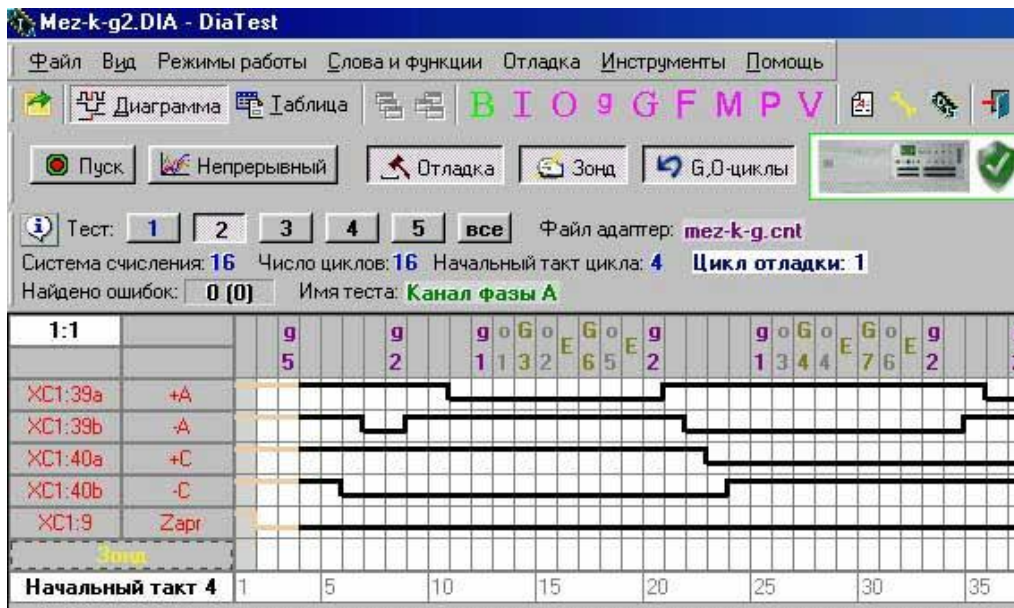 Mez-k-g2.DIA - DiaTest
Файл Вид Режимы работы Слова и функции Отладка Инструменты Помощь
Диаграмма Таблица B I O g G F M P V
Пуск Непрерывный Отладка Зонд G,O-циклы
Тест: 1 2 3 4 5 все Файл адаптер: mez-k-g.cnt
Система счисления: 16 Число циклов: 16 Начальный такт цикла: 4 Цикл отладки: 1
Найдено ошибок: 0 (0) Имя теста: Канал фазы А
1:1 g g g o G o E G o E g g o G o E G o E g
5 2 1 1 3 2 6 5 2 1 3 4 4 7 6 2
XC1:39a +A
XC1:39b -A
XC1:40a +C
XC1:40b -C
XC1:9 Zapr
Зонд
Начальный такт 4 1 5 10 15 20 25 30 35